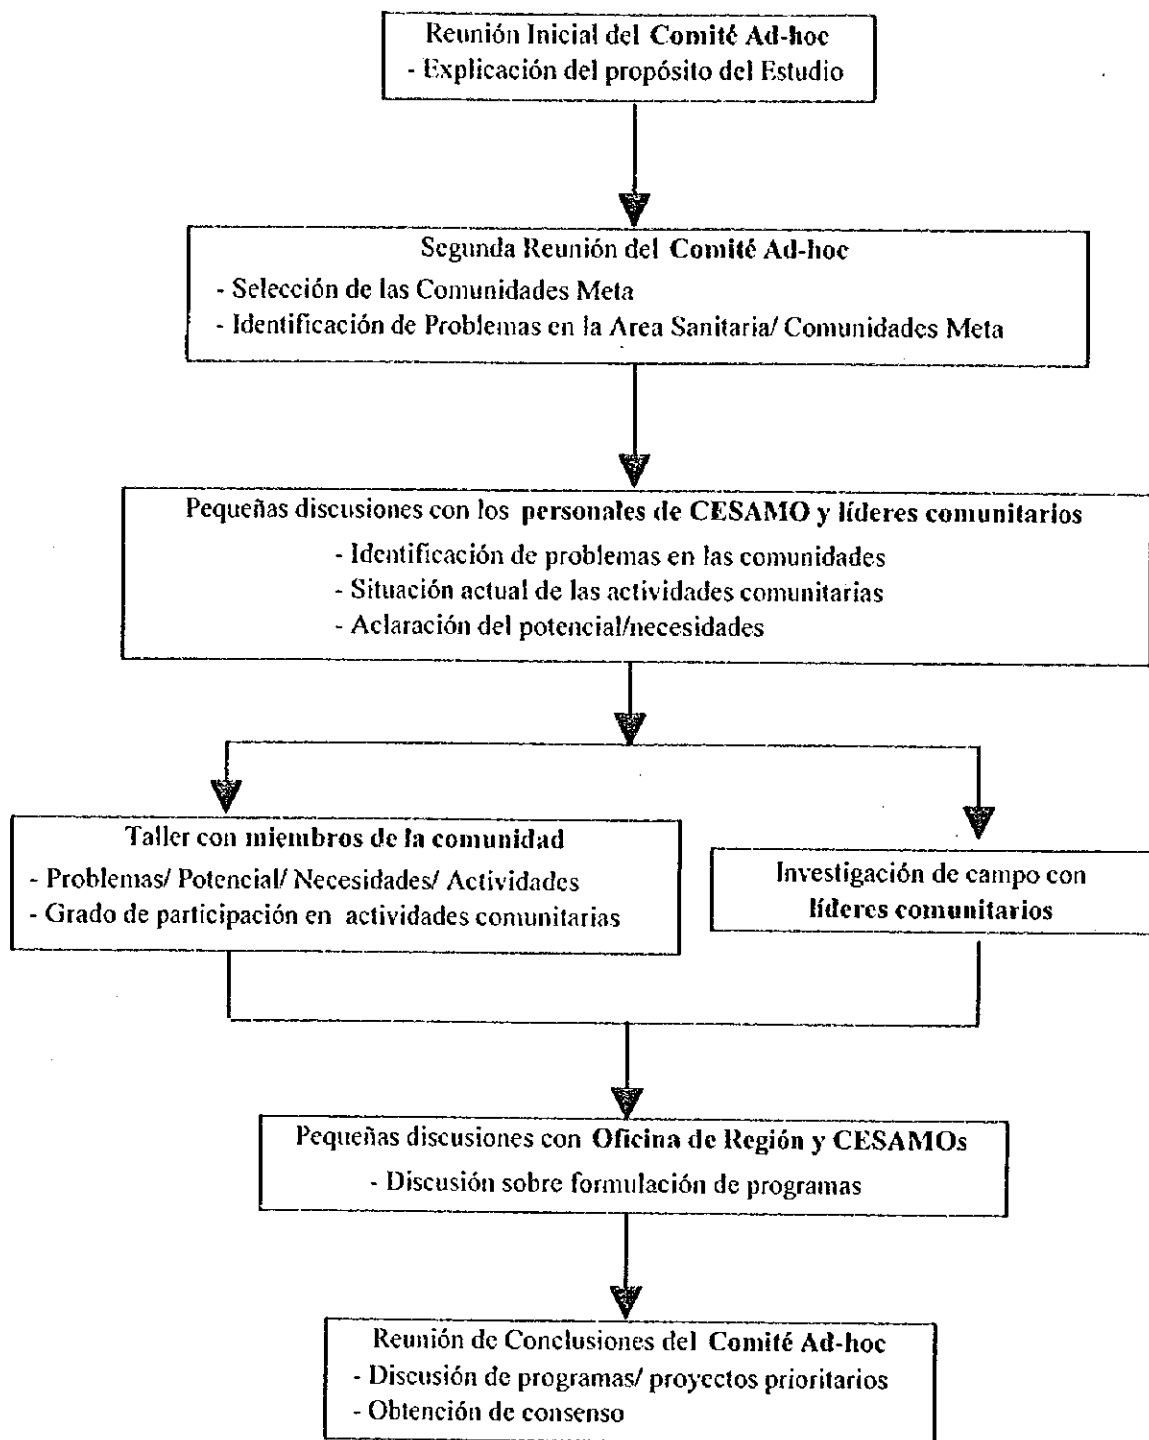 Reunión Inicial del Comité Ad-hoc
- Explicación del propósito del Estudio
Segunda Reunión del Comité Ad-hoc
- Selección de las Comunidades Meta
- Identificación de Problemas en la Area Sanitaria/ Comunidades Meta
Pequeñas discusiones con los personales de CESAMO y líderes comunitarios
- Identificación de problemas en las comunidades
- Situación actual de las actividades comunitarias
- Aclaración del potencial/necesidades
Taller con miembros de la comunidad
- Problemas/ Potencial/ Necesidades/ Actividades
- Grado de participación en actividades comunitarias
Investigación de campo con
líderes comunitarios
Pequeñas discusiones con Oficina de Región y CESAMOs
- Discusión sobre formulación de programas
Reunión de Conclusiones del Comité Ad-hoc
- Discusión de programas/ proyectos prioritarios
- Obtención de consenso